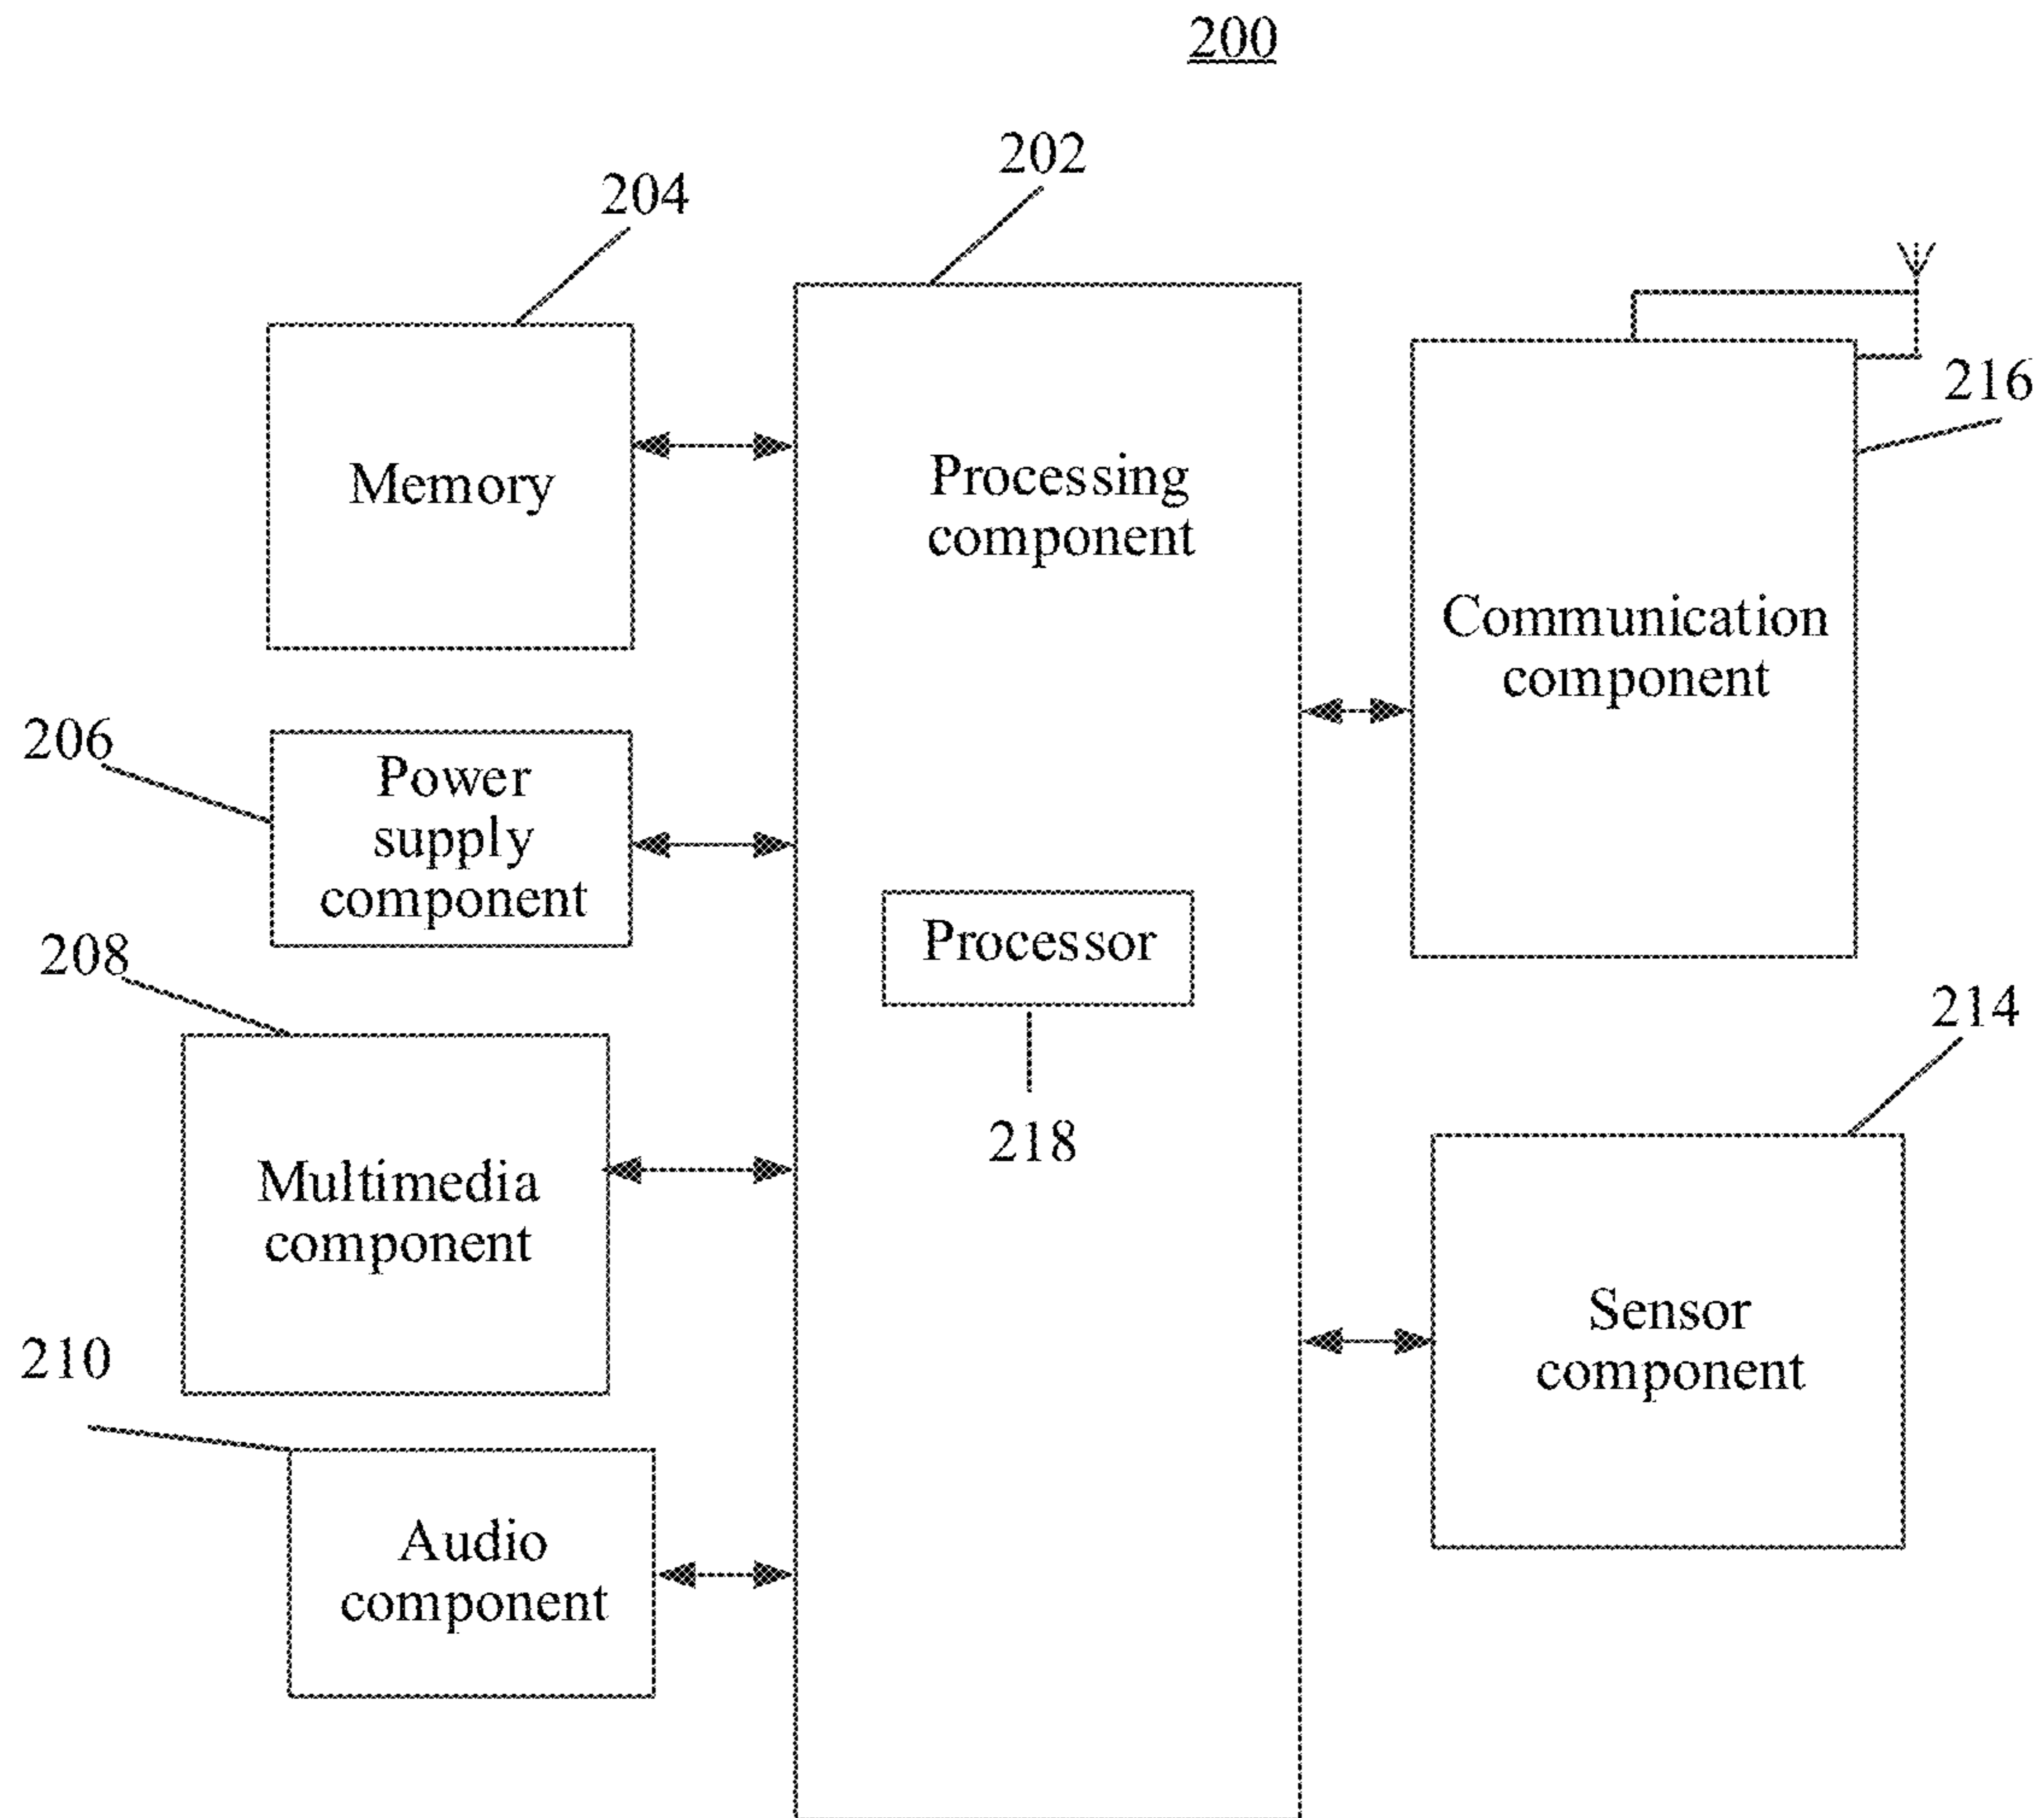 200
202
204
216
Memory
Processing
component
Communication
component
206
Power
supply
component
Processor
208
214
218
Multimedia
component
210
Sensor
component
Audio
component